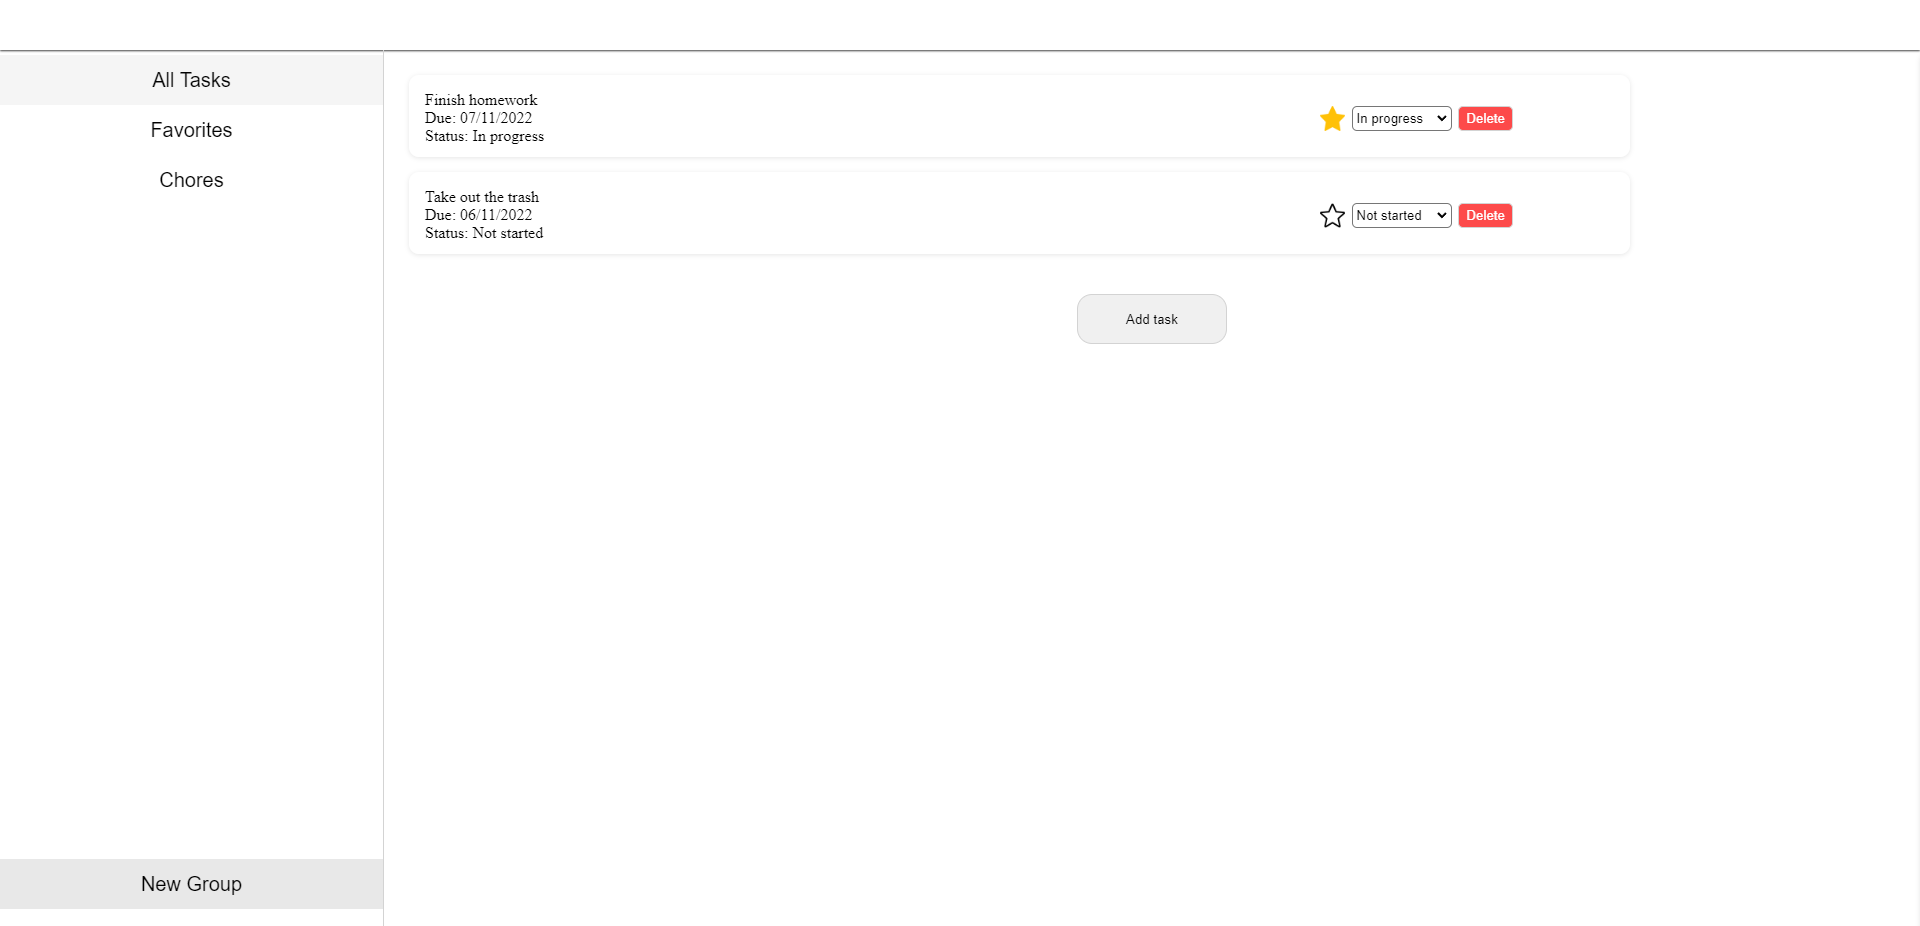 All Tasks
Favorites
Chores
New Group
Finish homework
Due: 07/11/2022
Status: In progress
In progress
Delete
Take out the trash
Due: 06/11/2022
Status: Not started
Not started
Delete
Add task